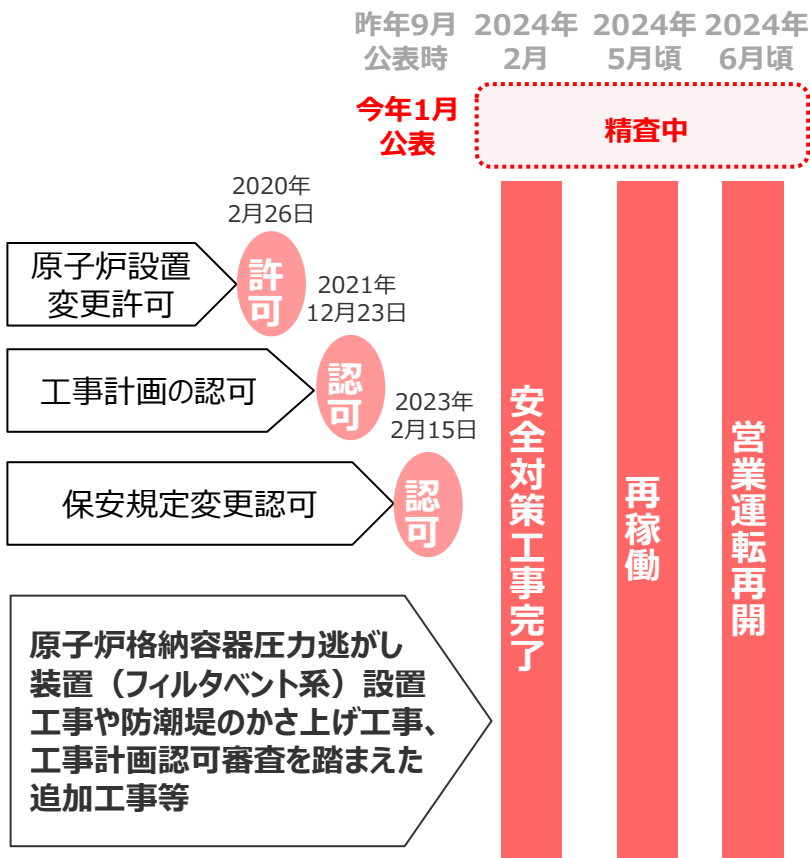 昨年9月
公表時
2024年
2月
2024年
5月頃
2024年
6月頃
今年1月
公表
精査中
2020年
2月26日
原子炉設置
変更許可
許可
2021年
12月23日
工事計画の認可
認可
2023年
2月15日
保安規定変更認可
認可
原子炉格納容器圧力逃がし
装置（フィルタベント系）設置
工事や防潮堤のかさ上げ工事、
工事計画認可審査を踏まえた
追加工事等
安全対策工事完了
再稼働
営業運転再開